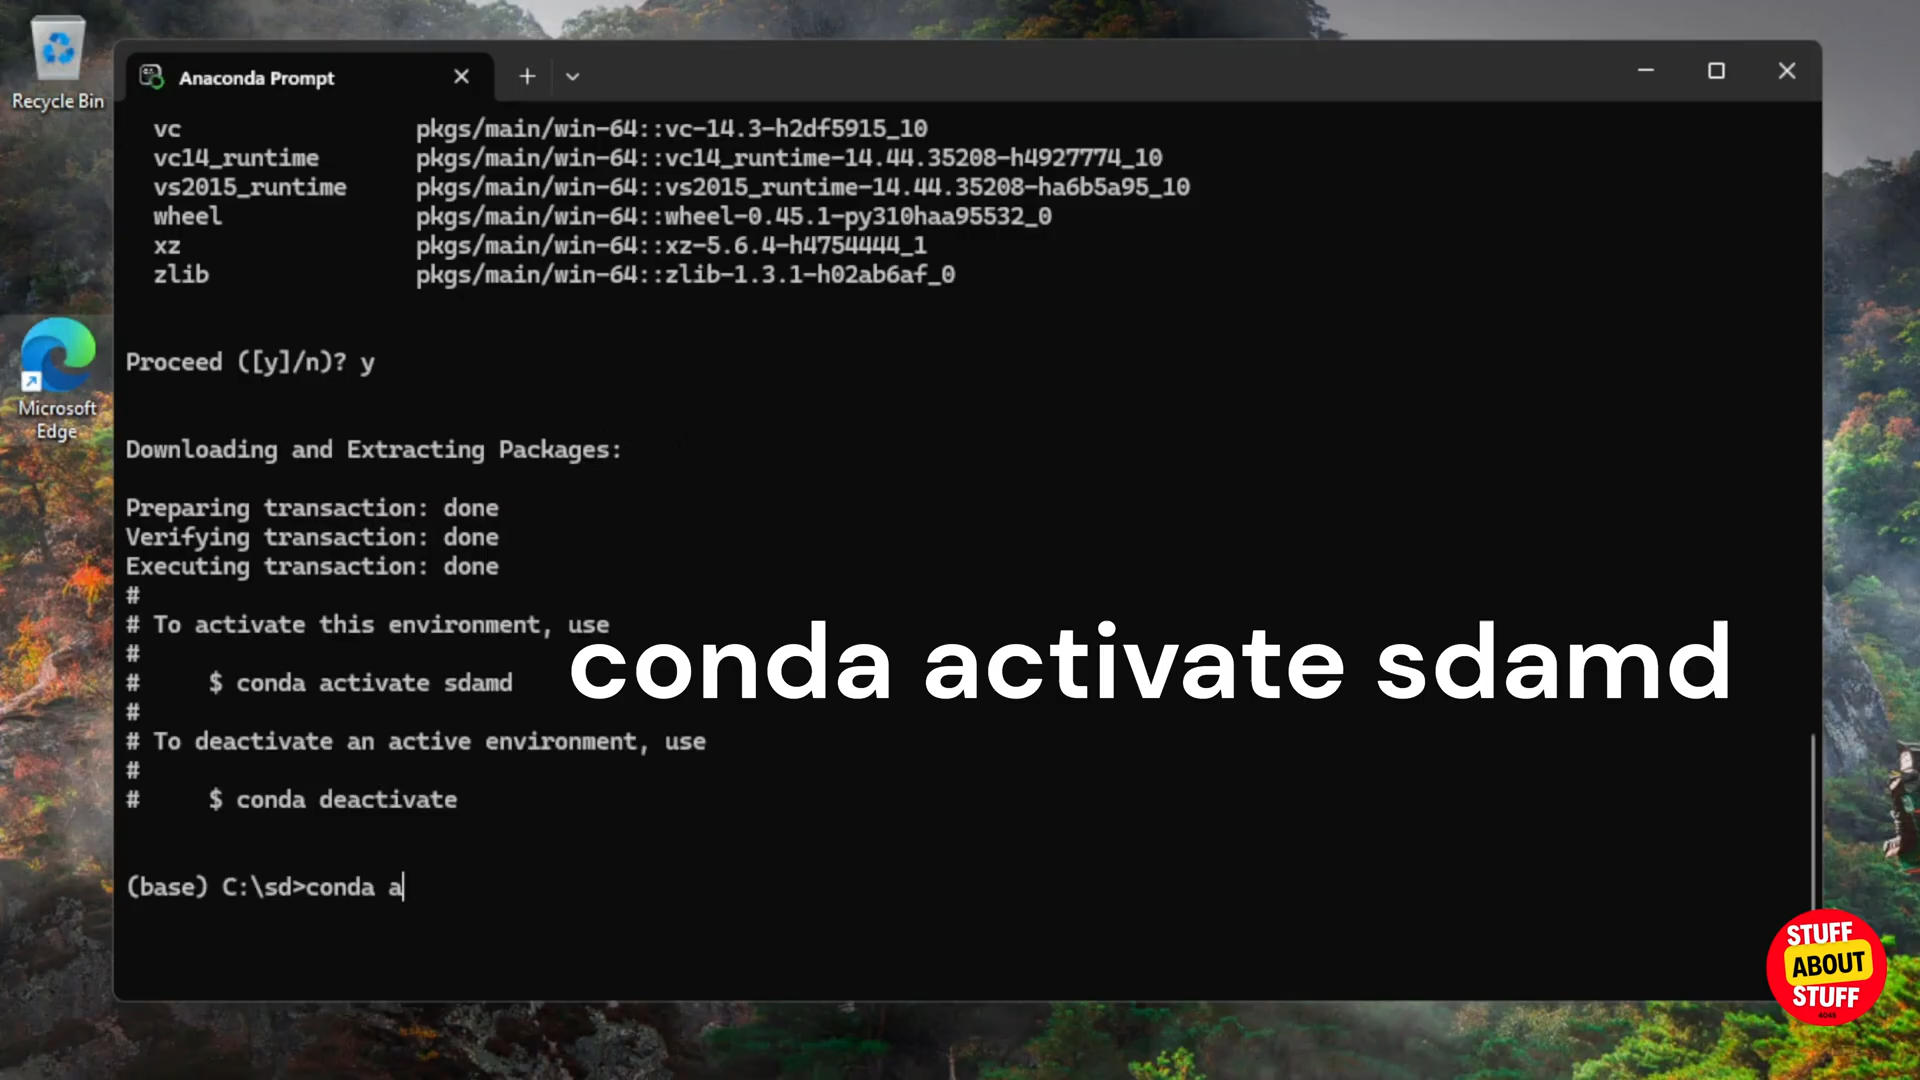 Recycle Bin
Anaconda Prompt
vc pkgs/main/win-64::vc-14.3-h2df5915_10
vc14_runtime pkgs/main/win-64::vc14_runtime-14.44.35208-h4927774_10
vs2015_runtime pkgs/main/win-64::vs2015_runtime-14.44.35208-ha6b5a95_10
wheel pkgs/main/win-64::wheel-0.45.1-py310haa95532_0
xz pkgs/main/win-64::xz-5.6.4-h4754444_1
zlib pkgs/main/win-64::zlib-1.3.1-h02ab6af_0
Proceed ([y]/n)? y
Microsoft
Edge
Downloading and Extracting Packages:
Preparing transaction: done
Verifying transaction: done
Executing transaction: done
#
# To activate this environment, use
#
# $ conda activate sdamd
conda activate sdamd
#
# To deactivate an active environment, use
#
# $ conda deactivate
(base) C:\sd>conda a
STUFF
ABOUT
STUFF